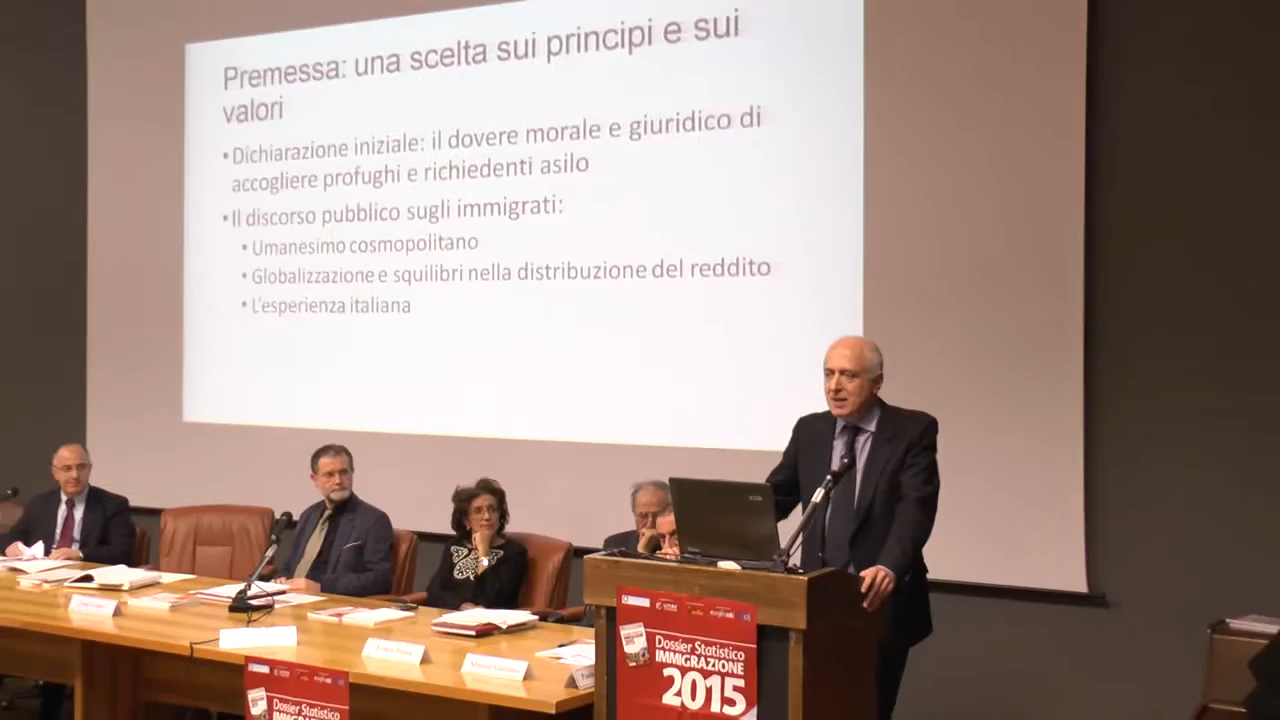 Premessa: una scelta sui principi e sui
valori
• Dichiarazione iniziale: il dovere morale e giuridico di
accogliere profughi e richiedenti asilo
• Il discorso pubblico sugli immigrati:
• Umanesimo cosmopolitano
• Globalizzazione e squilibri nella distribuzione del reddito
• L'esperienza italiana
Dossier Statistico
IMMIGRAZIONE
2015
Dossier Statistico
IMMIGRAZIONE